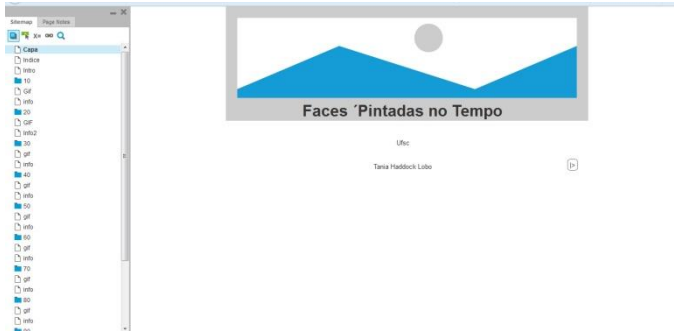 Sitemap Page Notes
X=
Capa
Indice
Intro
10
Gif
info
20
GIF
Info2
30
gif
info
40
gif
info
50
gif
info
60
gif
info
70
gif
info
80
gif
info
Faces ´Pintadas no Tempo
Ufsc
Tania Haddock Lobo